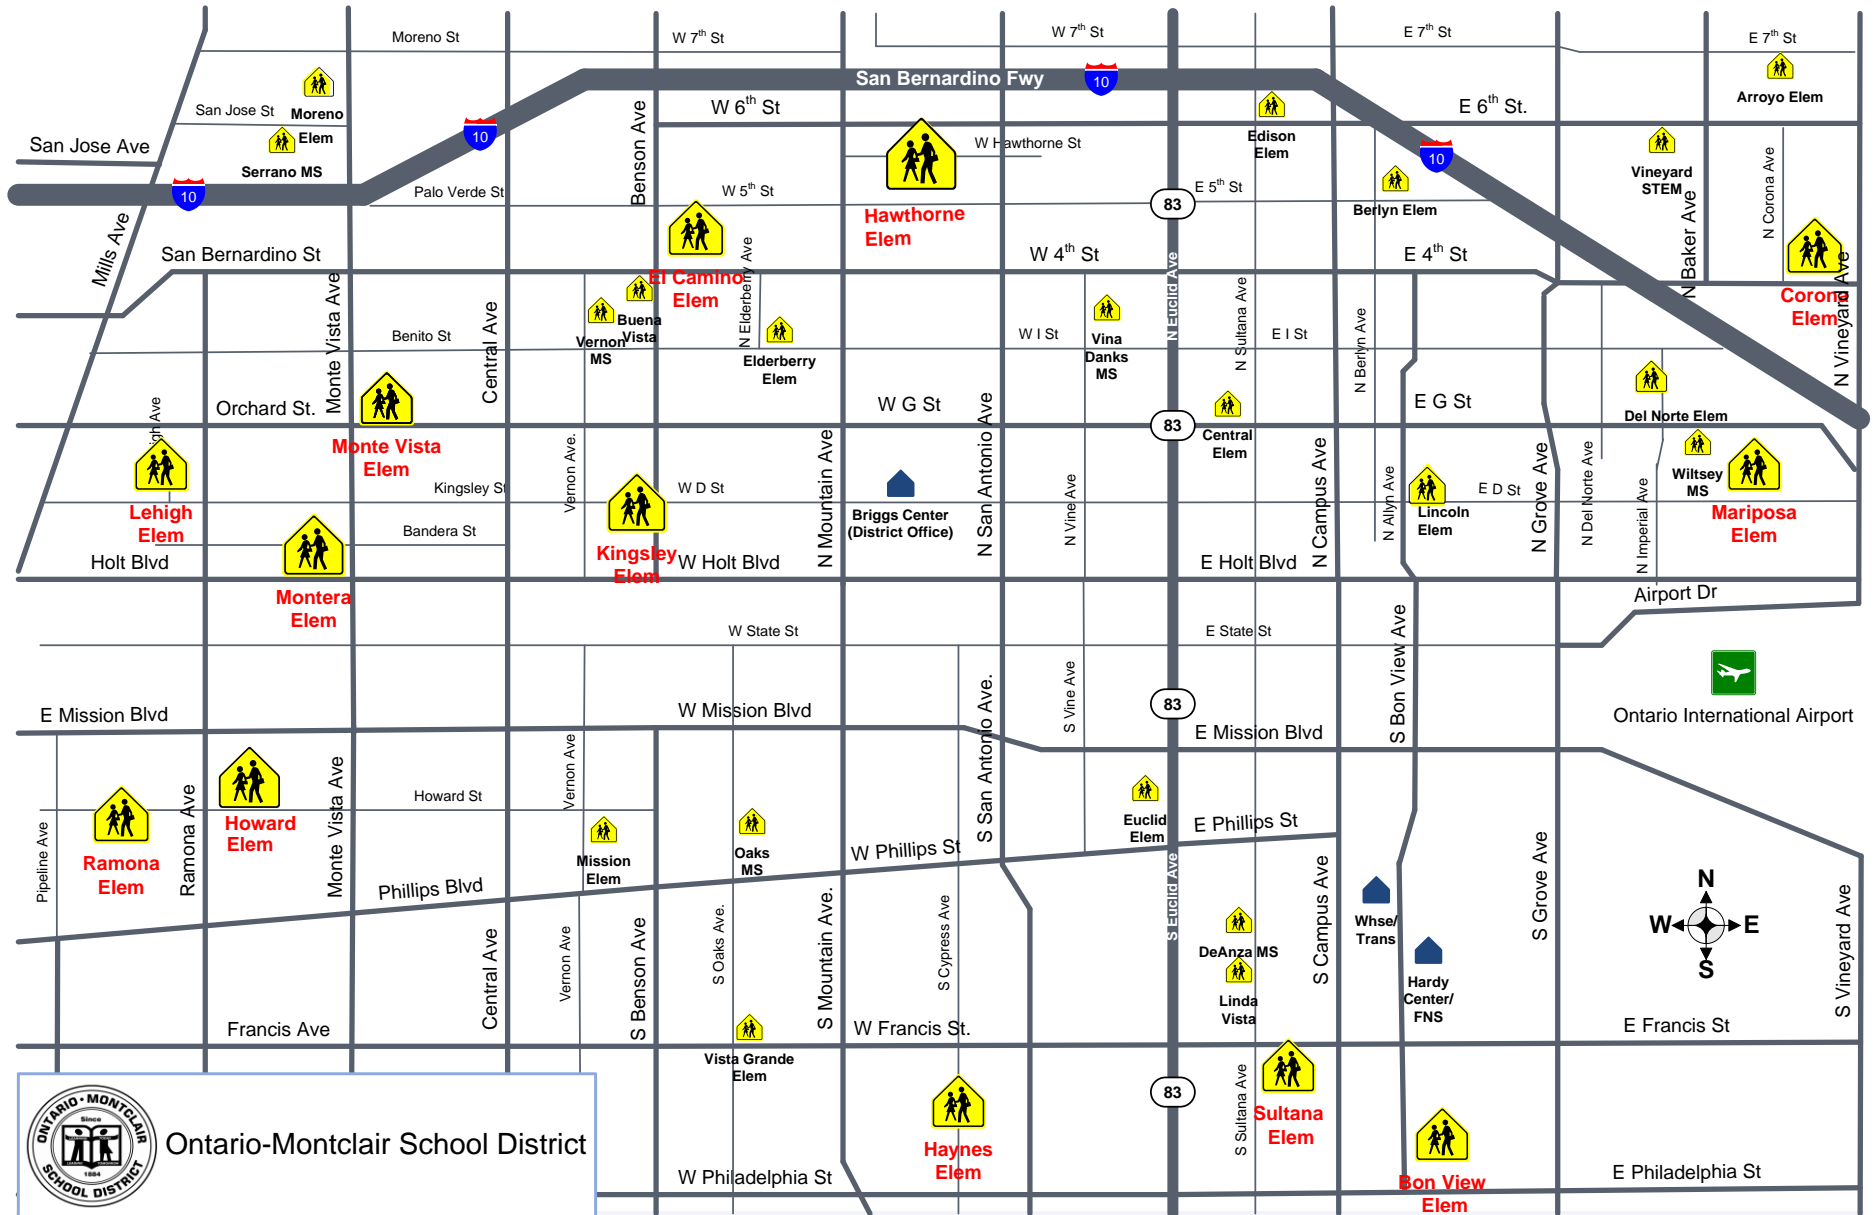 Moreno St
W 7th St
W 7th St
E 7th St
E 7th St
San Bernardino Fwy
10
10
10
10
San Jose St
Moreno
Elem
Serrano MS
San Jose Ave
Benson Ave
W 6th St
E 6th St.
Arroyo Elem
Edison
Elem
W Hawthorne St
Hawthorne
Elem
Palo Verde St
W 5th St
E 5th St
83
Berlyn Elem
Vineyard
STEM
N Baker Ave
N Corona Ave
Mills Ave
San Bernardino St
W 4th St
E 4th St
El Camino
Elem
N Elderberry Ave
Corona
Elem
N Vineyard Ave
N Euclid Ave
Monte Vista Ave
Central Ave
Buena
Vista
Vernon
MS
Benito St
Elderberry
Elem
W I St
Vina
Danks
MS
N Sultana Ave
E I St
N Berlyn Ave
Del Norte Elem
Orchard St.
Monte Vista
Elem
W G St
83
E G St
Central
Elem
Wiltsey
MS
Mariposa
Elem
igh Ave
Lehigh
Elem
Vernon Ave.
Kingsley St
W D St
E D St
Bandera St
Kingsley
Elem
Briggs Center
(District Office)
N Mountain Ave
N San Antonio Ave
N Vine Ave
N Campus Ave
N Allyn Ave
Lincoln
Elem
N Grove Ave
N Del Norte Ave
N Imperial Ave
Holt Blvd
W Holt Blvd
E Holt Blvd
Montera
Elem
Airport Dr
W State St
E State St
S Bon View Ave
Ontario International Airport
E Mission Blvd
W Mission Blvd
83
E Mission Blvd
S Vine Ave
S San Antonio Ave.
Howard
Elem
Ramona
Elem
Pipeline Ave
Ramona Ave
Monte Vista Ave
Howard St
Vernon Ave
Mission
Elem
Oaks
MS
Euclid
Elem
W Phillips St
E Phillips St
Phillips Blvd
S Euclid Ave
Central Ave
Vernon Ave
S Benson Ave
S Oaks Ave.
S Mountain Ave.
S Cypress Ave
DeAnza MS
Linda
Vista
S Campus Ave
Whse/
Trans
Hardy
Center/
FNS
S Grove Ave
N
W
E
S
S Vineyard Ave
Francis Ave
W Francis St.
E Francis St
Vista Grande
Elem
Haynes
Elem
83
S Sultana Ave
Sultana
Elem
Bon View
Elem
W Philadelphia St
E Philadelphia St
ONTARIO • MONTCLAIR
Since
1884
SCHOOL DISTRICT
Ontario-Montclair School District